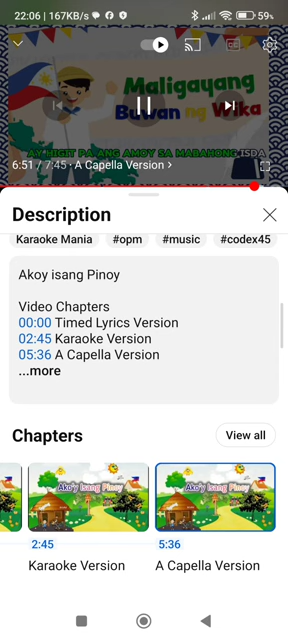 22:06 | 167KB/s
59%
Maligayang
Buwan ng Wika
AY HIGIT PA ANG AMOY SA MABAHONG ISDA
6:51 / 7:45 · A Capella Version >
Description
Karaoke Mania
#opm
#music
#codex45
Akoy isang Pinoy
Video Chapters
00:00 Timed Lyrics Version
02:45 Karaoke Version
05:36 A Capella Version
...more
Chapters
View all
Ako'y Isang Pinoy
Ako'y Isang Pinoy
2:45
5:36
Karaoke Version
A Capella Version